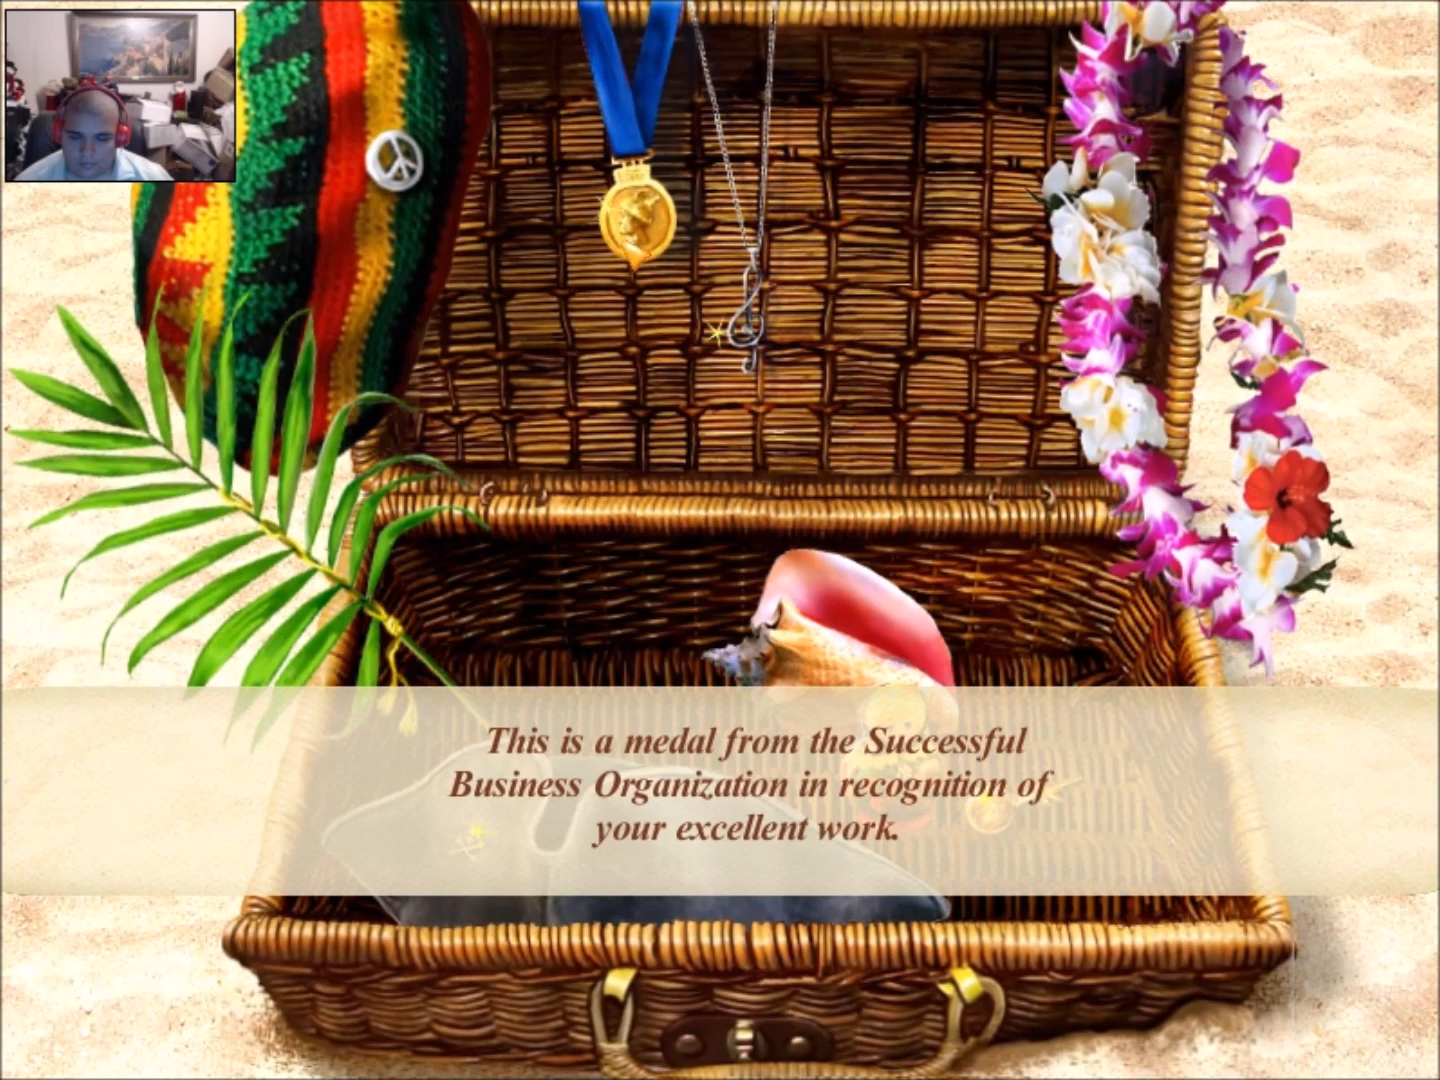 This is a medal from the Successful
Business Organization in recognition of
your excellent work.